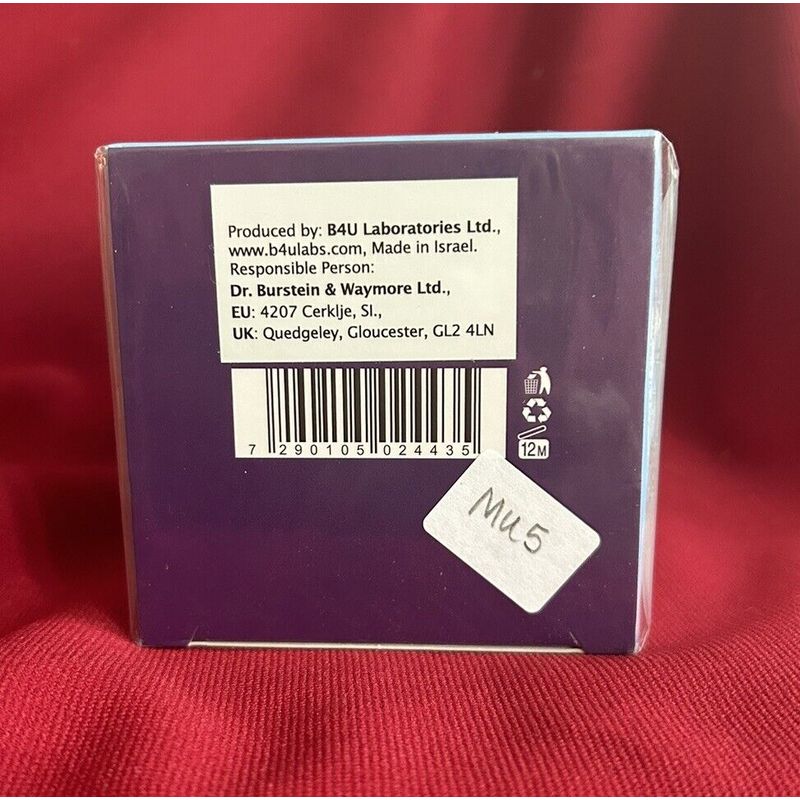 Produced by: B4U Laboratories Ltd.,
www.b4ulabs.com, Made in Israel.
Responsible Person:
Dr. Burstein & Waymore Ltd.,
EU: 4207 Cerklje, Sl.,
UK: Quedgeley, Gloucester, GL2 4LN
7 290105 024435
12M
Mu5